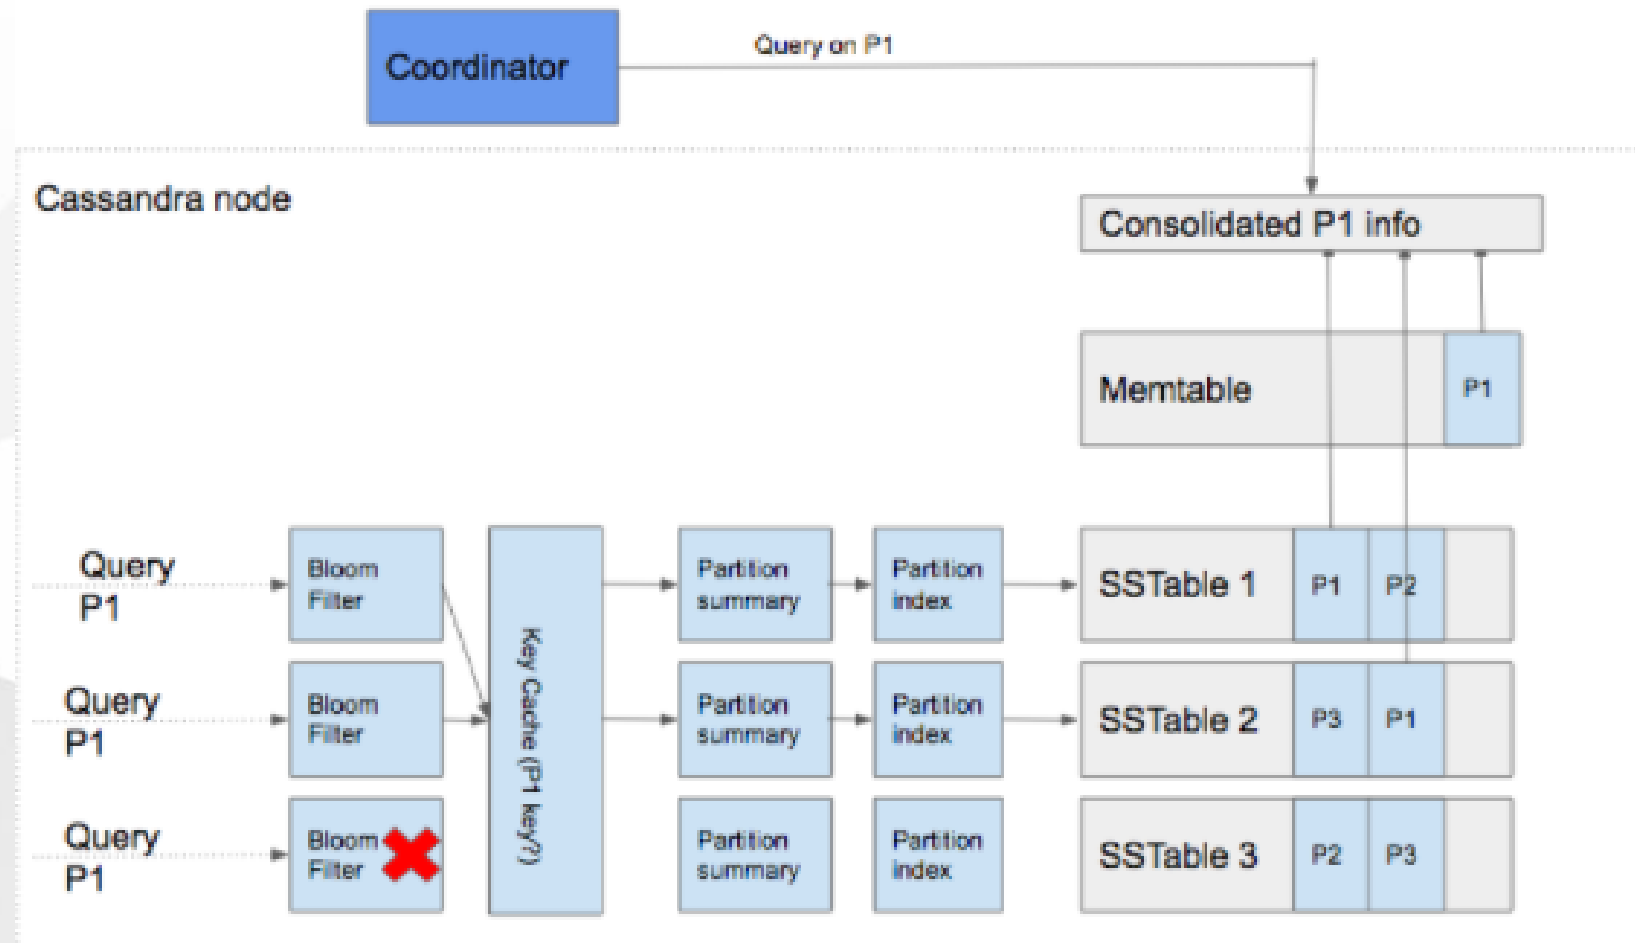 Coordinator
Query on P1
Cassandra node
Consolidated P1 info
Memtable
P1
Query
P1
Bloom
Filter
Key Cache (P1 key?)
Partition
summary
Partition
index
SSTable 1
P1
P2
Query
P1
Bloom
Filter
Partition
summary
Partition
index
SSTable 2
P3
P1
Query
P1
Bloom
Filter
Partition
summary
Partition
index
SSTable 3
P2
P3